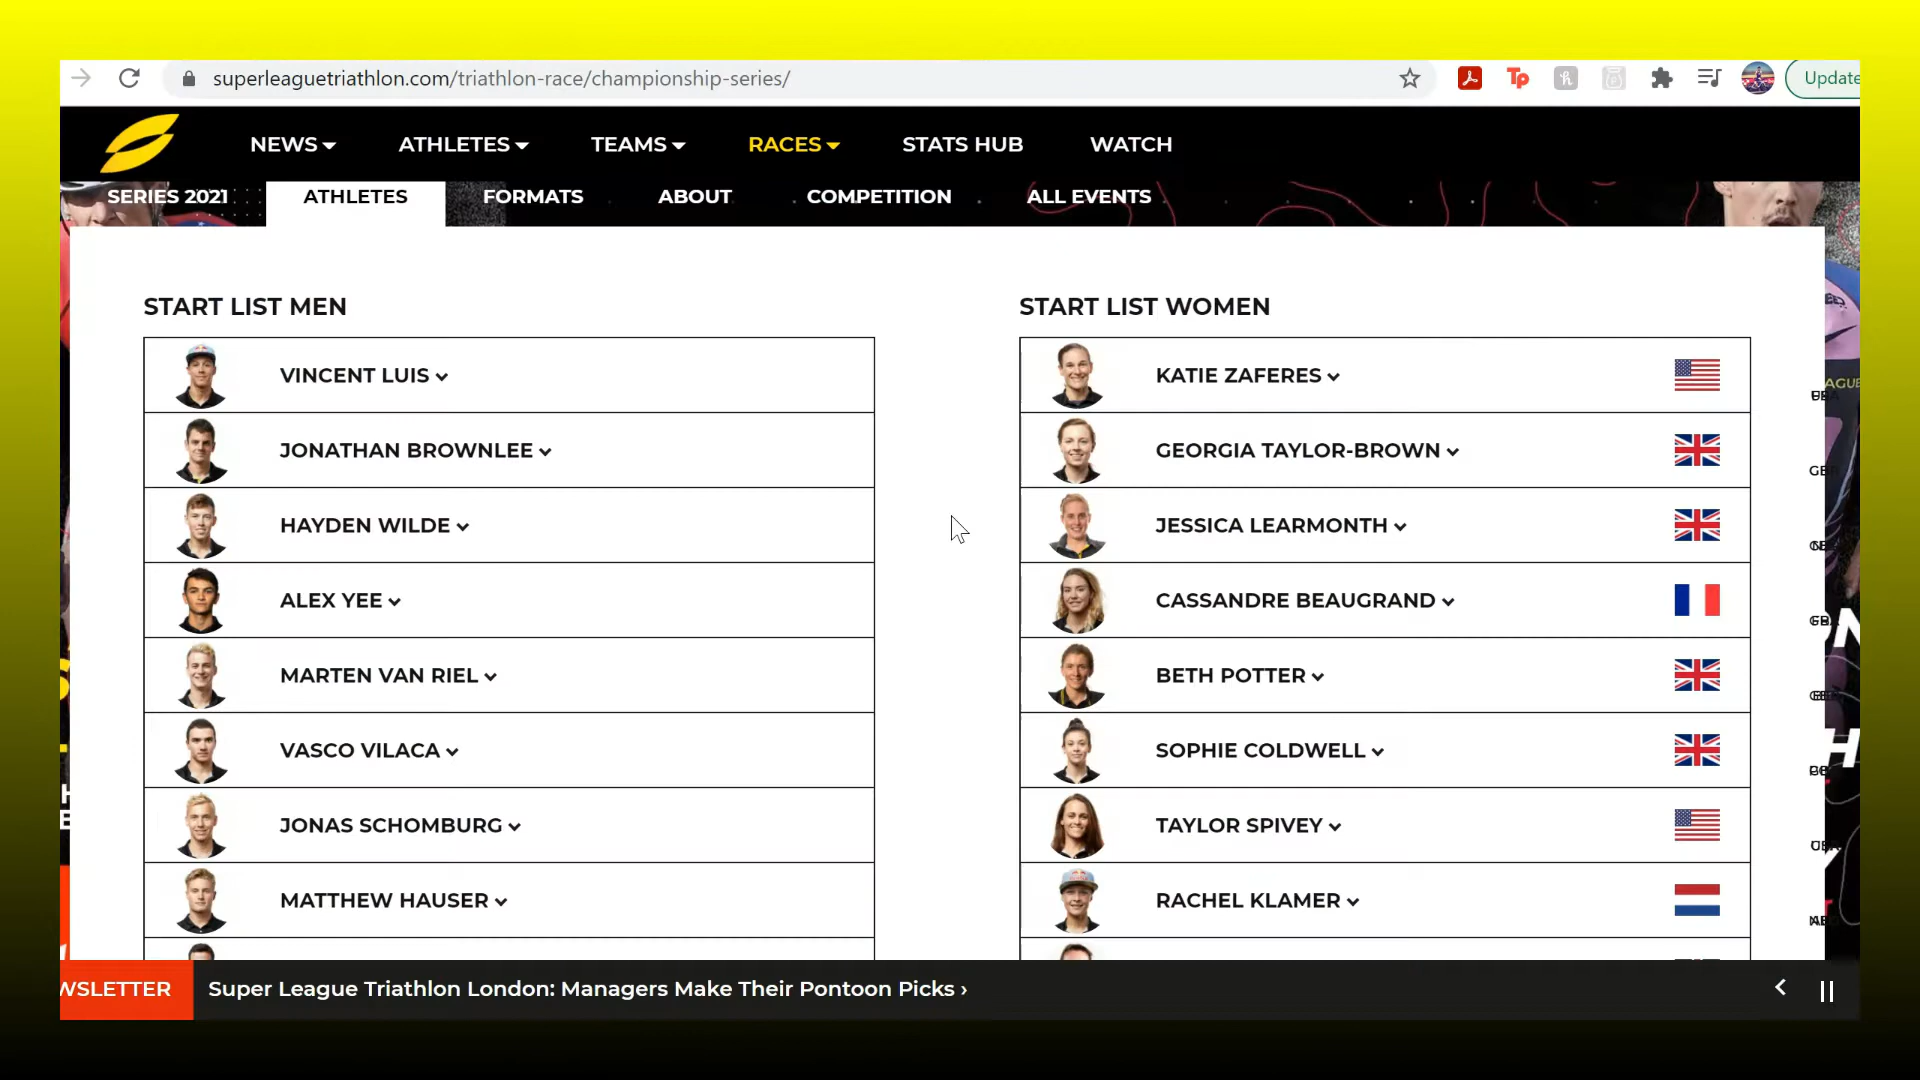 superleaguetriathlon.com/triathlon-race/championship-series/
Update
NEWS ATHLETES TEAMS RACES STATS HUB WATCH
SERIES 2021 ATHLETES FORMATS ABOUT COMPETITION ALL EVENTS
START LIST MEN
VINCENT LUIS
JONATHAN BROWNLEE
HAYDEN WILDE
ALEX YEE
MARTEN VAN RIEL
VASCO VILACA
JONAS SCHOMBURG
MATTHEW HAUSER
START LIST WOMEN
KATIE ZAFERES
GEORGIA TAYLOR-BROWN
JESSICA LEARMONTH
CASSANDRE BEAUGRAND
BETH POTTER
SOPHIE COLDWELL
TAYLOR SPIVEY
RACHEL KLAMER
WSLETTER
Super League Triathlon London: Managers Make Their Pontoon Picks ›